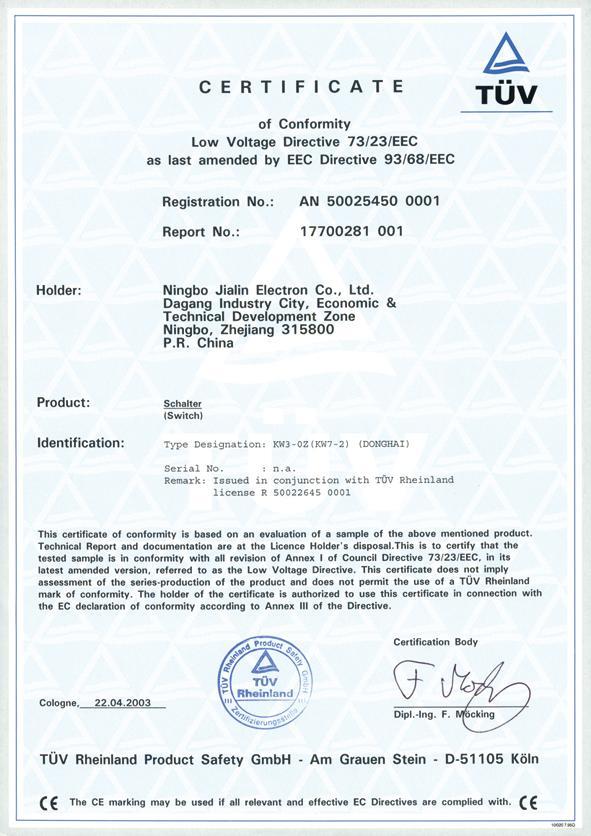 TÜV
CERTIFICATE
of Conformity
Low Voltage Directive 73/23/EEC
as last amended by EEC Directive 93/68/EEC
Registration No.: AN 50025450 0001
Report No.: 17700281 001
Holder: Ningbo Jialin Electron Co., Ltd.
Dagang Industry City, Economic &
Technical Development Zone
Ningbo, Zhejiang 315800
P.R. China
Product: Schalter
(Switch)
Identification: Type Designation: KW3-0Z(KW7-2) (DONGHAI)
Serial No. : n.a.
Remark: Issued in conjunction with TÜV Rheinland
license R 50022645 0001
This certificate of conformity is based on an evaluation of a sample of the above mentioned product.
Technical Report and documentation are at the Licence Holder's disposal.This is to certify that the
tested sample is in conformity with all revision of Annex I of Council Directive 73/23/EEC, in its
latest amended version, referred to as the Low Voltage Directive. This certificate does not imply
assessment of the series-production of the product and does not permit the use of a TÜV Rheinland
mark of conformity. The holder of the certificate is authorized to use this certificate in connection with
the EC declaration of conformity according to Annex III of the Directive.
Certification Body
TÜV Rheinland Product Safety GmbH
TÜV
Rheinland
Zertifizierungsstelle
Cologne, 22.04.2003
Dipl.-Ing. F. Möcking
TÜV Rheinland Product Safety GmbH - Am Grauen Stein - D-51105 Köln
CE The CE marking may be used if all relevant and effective EC Directives are complied with. CE